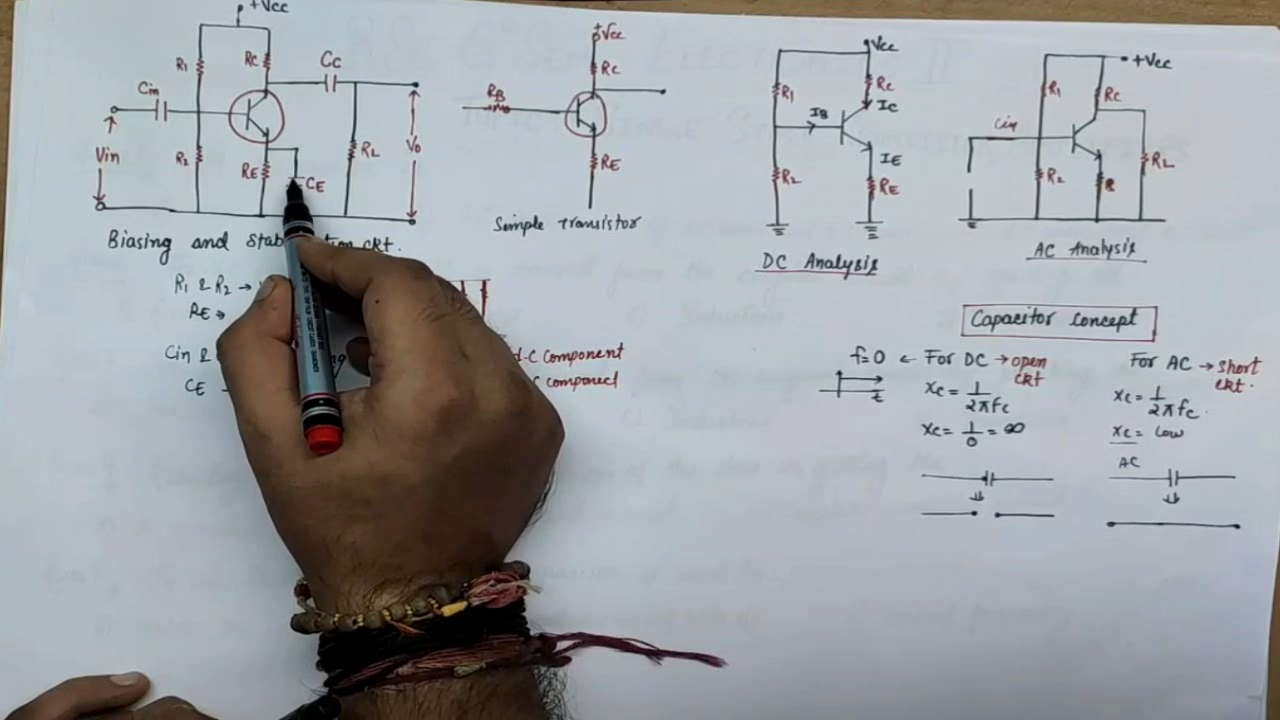 +Vcc
R1
RC
Cin
Cc
Vin
R2
RE
CE
RL
Vo
Biasing and
ckt.
R1 & R2 →
RE →
Cin &
CE
d-c component
componect
+Vcc
RC
RB
RE
Simple transistor
Vcc
R1
Rc
IC
IB
IE
R2
RE
DC Analysis
+Vcc
R1
RC
Cin
R2
R
RL
AC Analysis
Capacitor concept
f=0 ← For DC → open ckt
t
Xc = 1/2πfc
Xc = 1/0 = ∞
For AC → short ckt.
Xc = 1/2πfc.
Xc = low
AC